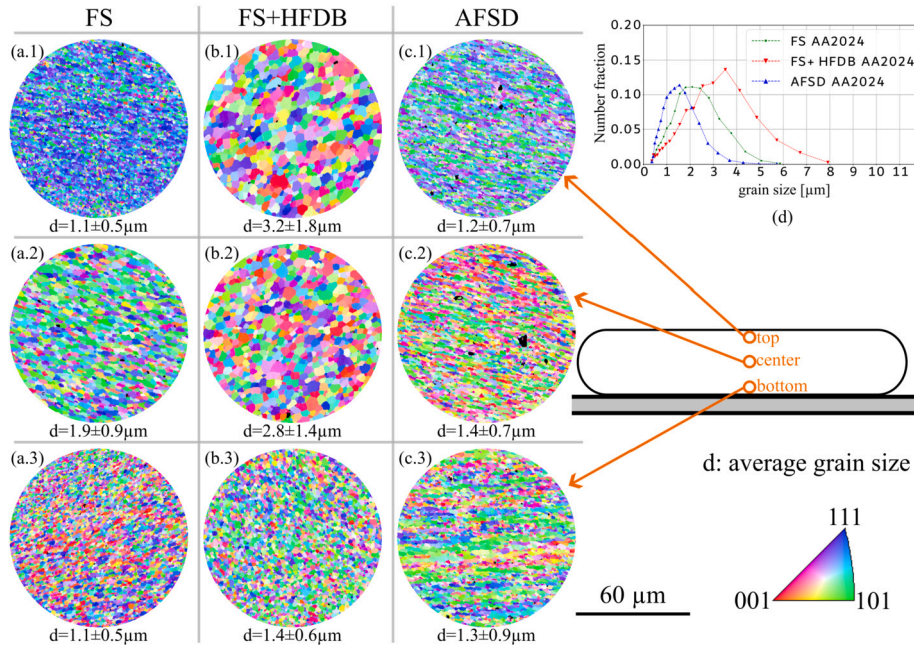 FS
FS+HFDB
AFSD
(a.1)
(b.1)
(c.1)
d=1.1±0.5µm
d=3.2±1.8µm
d=1.2±0.7µm
(a.2)
(b.2)
(c.2)
d=1.9±0.9µm
d=2.8±1.4µm
d=1.4±0.7µm
(a.3)
(b.3)
(c.3)
d=1.1±0.5µm
d=1.4±0.6µm
d=1.3±0.9µm
Number fraction
0.20
0.15
0.10
0.05
0.00
FS AA2024
FS+ HFDB AA2024
AFSD AA2024
0 1 2 3 4 5 6 7 8 9 10 11
grain size [µm]
(d)
top
center
bottom
d: average grain size
60 µm
111
001
101